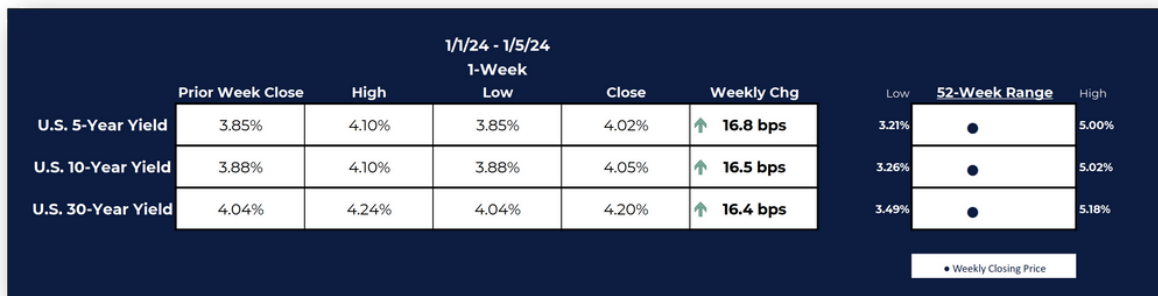 1/1/24 - 1/5/24
1-Week
Prior Week Close High Low Close Weekly Chg Low 52-Week Range High
U.S. 5-Year Yield 3.85% 4.10% 3.85% 4.02% 16.8 bps 3.21% 5.00%
U.S. 10-Year Yield 3.88% 4.10% 3.88% 4.05% 16.5 bps 3.26% 5.02%
U.S. 30-Year Yield 4.04% 4.24% 4.04% 4.20% 16.4 bps 3.49% 5.18%
• Weekly Closing Price